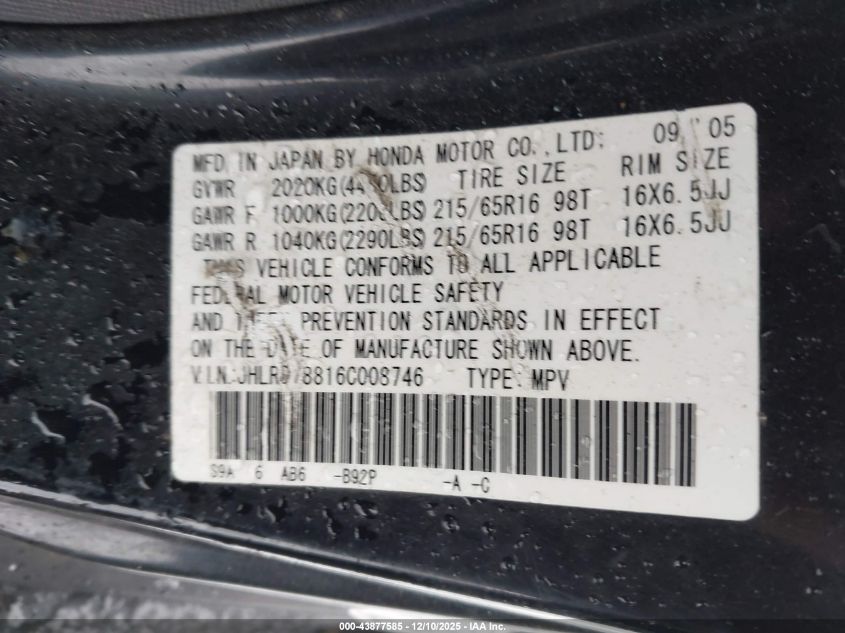 MFD. IN JAPAN BY HONDA MOTOR CO.,LTD: 09 05
GVWR TIRE SIZE RIM SIZE
GAWR F 1000KG 215/65R16 98T 16X6.5JJ
GAWR R 1040KG(2290LBS) 215/65R16 98T 16X6.5JJ
VEHICLE CONFORMS TO ALL APPLICABLE
MOTOR VEHICLE SAFETY
AND PREVENTION STANDARDS IN EFFECT
ON THE OF MANUFACTURE SHOWN ABOVE.
V.I.N. TYPE: MPV
S9A 6 AB6 -B92P -A -C
000-43877585 - 12/10/2025 - IAA Inc.